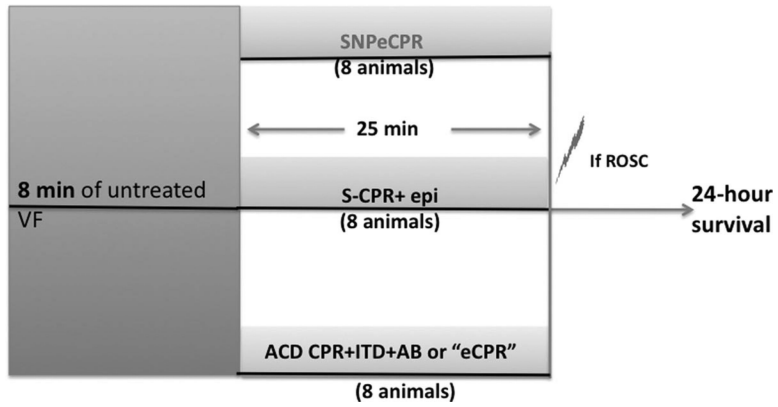 SNPeCPR
(8 animals)
25 min
If ROSC
8 min of untreated
VF
S-CPR+ epi
(8 animals)
24-hour
survival
ACD CPR+ITD+AB or “eCPR”
(8 animals)